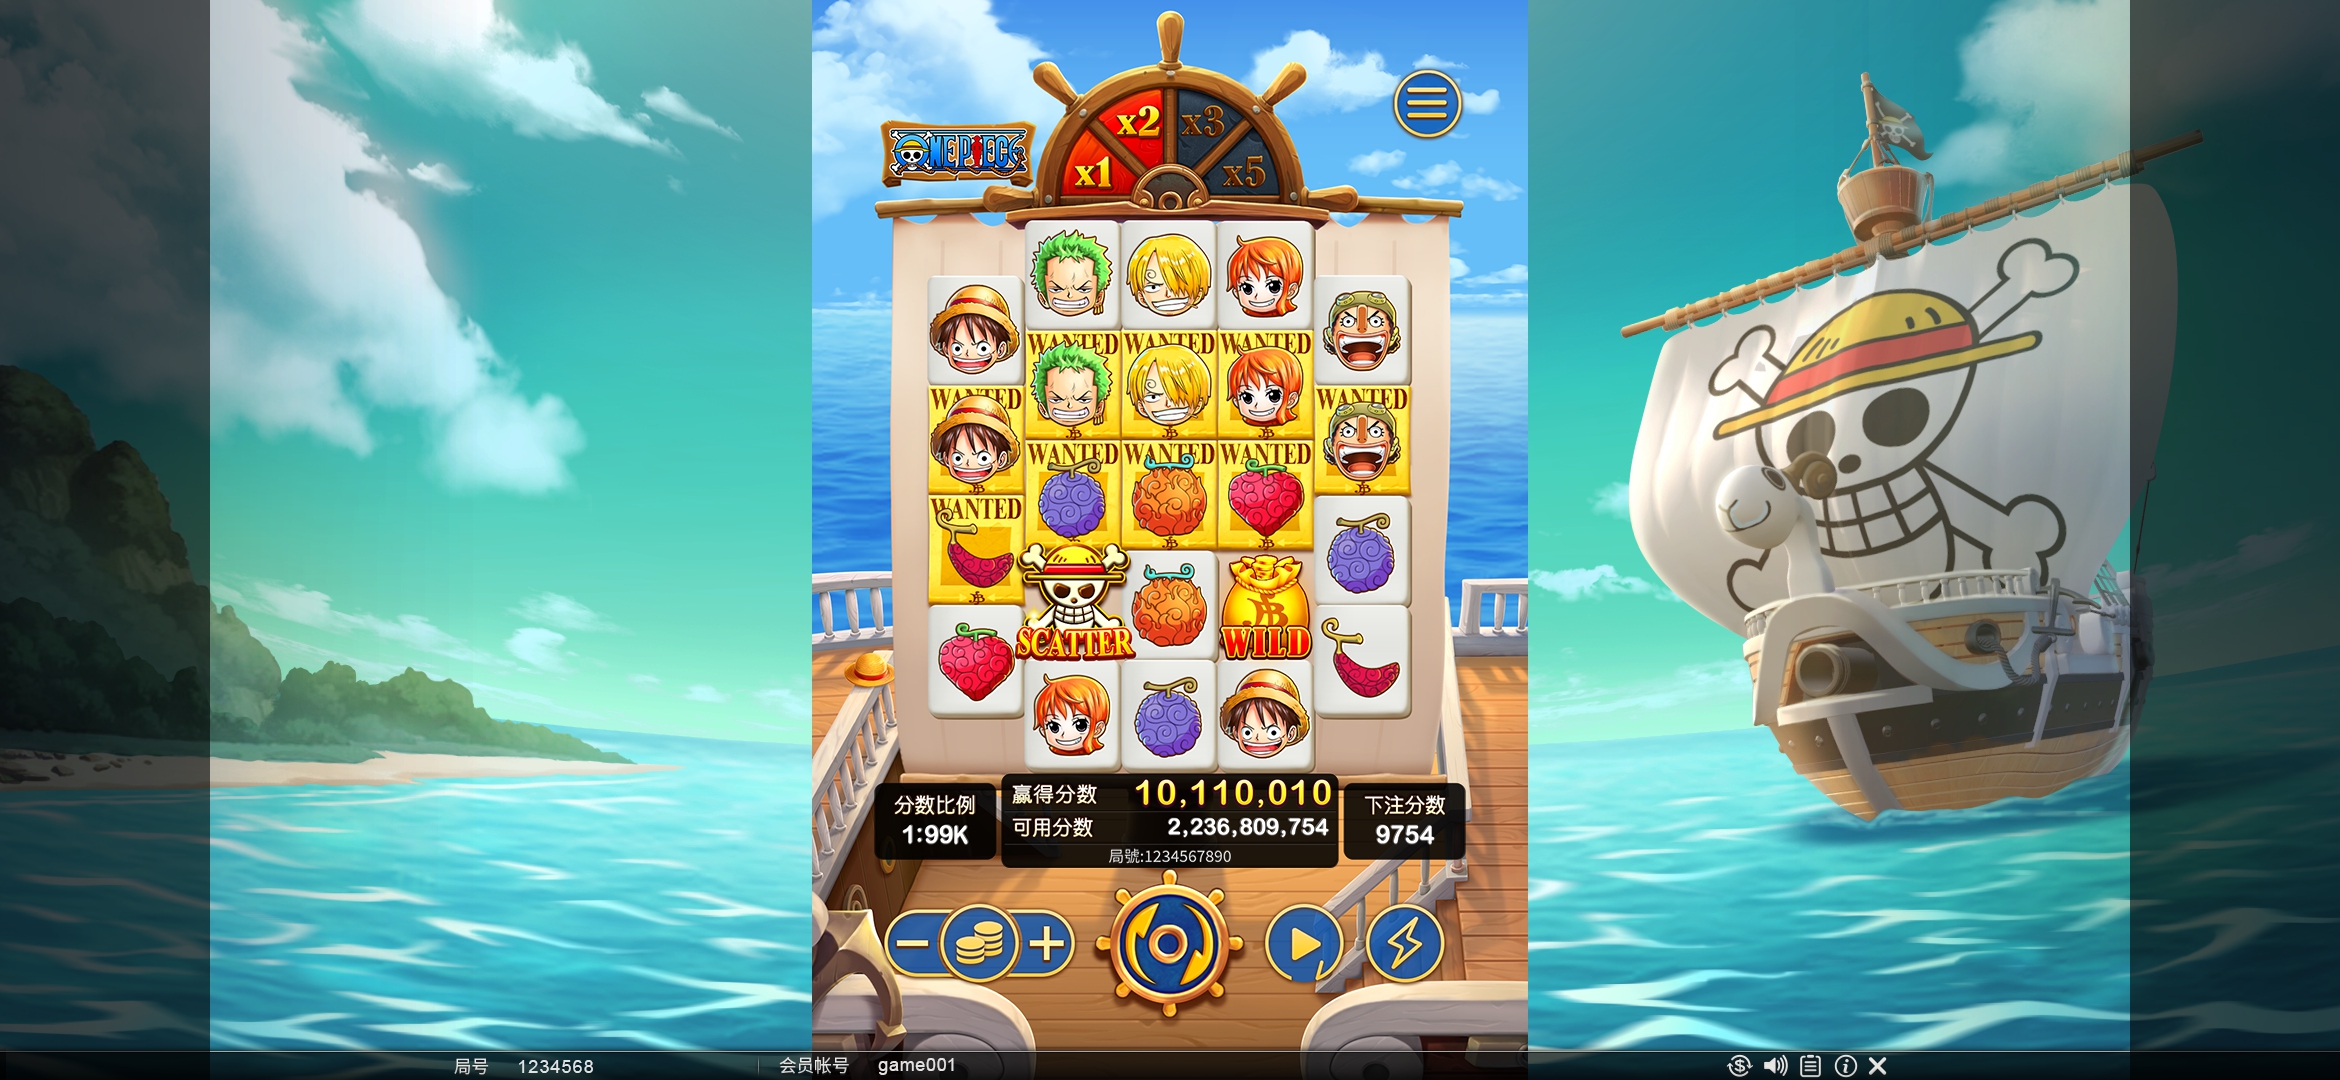 x2 x3
ONE PIECE
x1 x5
WANTED WANTED WANTED
WANTED WANTED
WANTED WANTED WANTED
WANTED
SCATTER WILD
分数比例
1:99K
赢得分数 10,110,010
可用分数 2,236,809,754
局號:1234567890
下注分数
9754
局号 1234568 会员帐号 game001